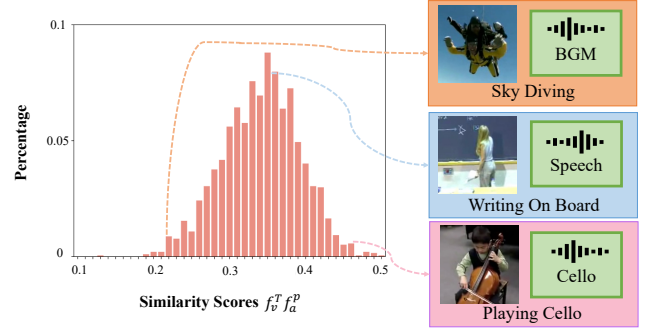 0.1
0.05
0
Percentage
0.1
0.2
0.3
0.4
0.5
Similarity Scores $f_v^T f_a^p$
BGM
Sky Diving
Speech
Writing On Board
Cello
Playing Cello